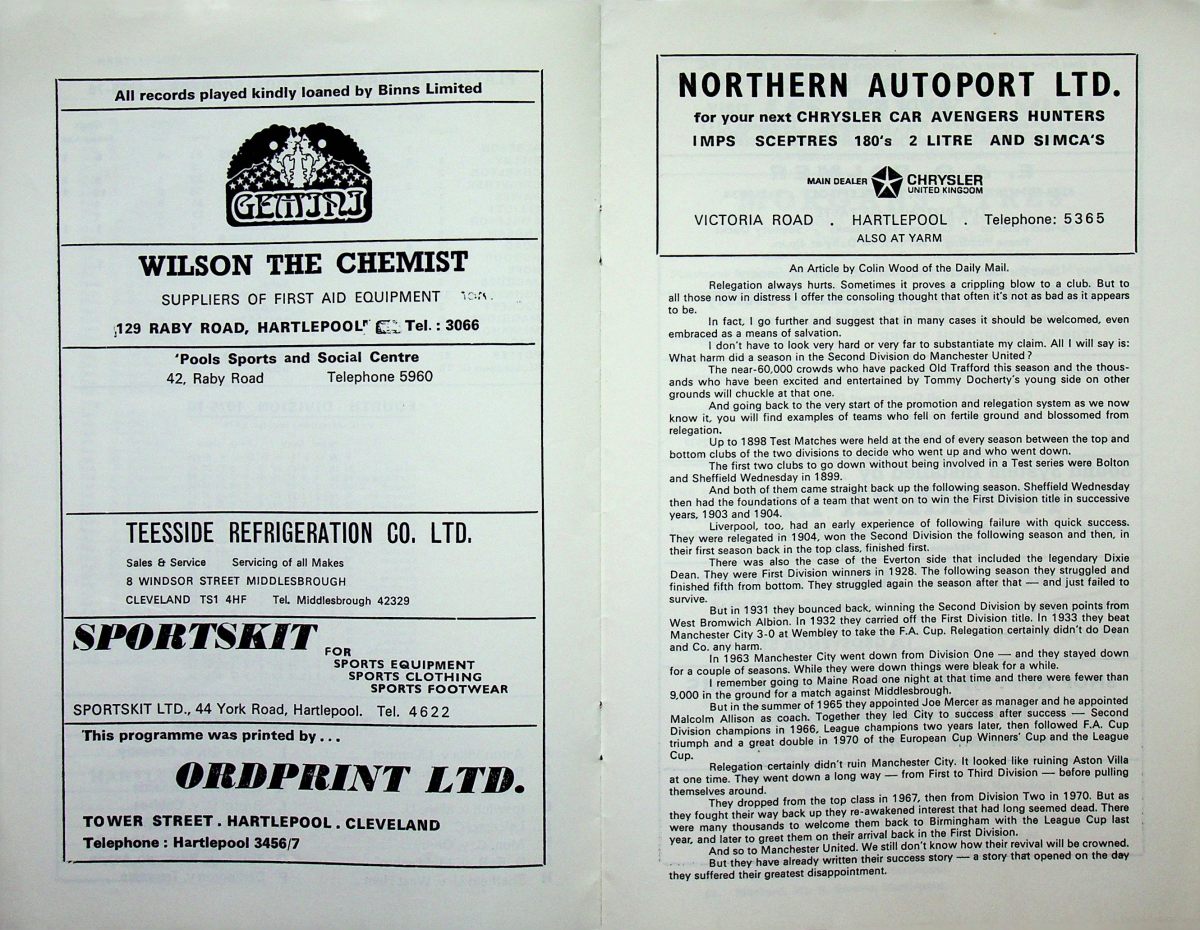 All records played kindly loaned by Binns Limited
GEMINI
WILSON THE CHEMIST
SUPPLIERS OF FIRST AID EQUIPMENT
129 RABY ROAD, HARTLEPOOL Tel. : 3066
'Pools Sports and Social Centre
42, Raby Road Telephone 5960
TEESSIDE REFRIGERATION CO. LTD.
Sales & Service Servicing of all Makes
8 WINDSOR STREET MIDDLESBROUGH
CLEVELAND TS1 4HF Tel. Middlesbrough 42329
SPORTSKIT
FOR
SPORTS EQUIPMENT
SPORTS CLOTHING
SPORTS FOOTWEAR
SPORTSKIT LTD., 44 York Road, Hartlepool. Tel. 4622
This programme was printed by . . .
ORDPRINT LTD.
TOWER STREET . HARTLEPOOL . CLEVELAND
Telephone : Hartlepool 3456/7
NORTHERN AUTOPORT LTD.
for your next CHRYSLER CAR AVENGERS HUNTERS
IMPS SCEPTRES 180's 2 LITRE AND SIMCA'S
MAIN DEALER CHRYSLER
UNITED KINGDOM
VICTORIA ROAD . HARTLEPOOL . Telephone: 5365
ALSO AT YARM
An Article by Colin Wood of the Daily Mail.
Relegation always hurts. Sometimes it proves a crippling blow to a club. But to
all those now in distress I offer the consoling thought that often it's not as bad as it appears
to be.
In fact, I go further and suggest that in many cases it should be welcomed, even
embraced as a means of salvation.
I don't have to look very hard or very far to substantiate my claim. All I will say is:
What harm did a season in the Second Division do Manchester United?
The near-60,000 crowds who have packed Old Trafford this season and the thous-
ands who have been excited and entertained by Tommy Docherty's young side on other
grounds will chuckle at that one.
And going back to the very start of the promotion and relegation system as we now
know it, you will find examples of teams who fell on fertile ground and blossomed from
relegation.
Up to 1898 Test Matches were held at the end of every season between the top and
bottom clubs of the two divisions to decide who went up and who went down.
The first two clubs to go down without being involved in a Test series were Bolton
and Sheffield Wednesday in 1899.
And both of them came straight back up the following season. Sheffield Wednesday
then had the foundations of a team that went on to win the First Division title in successive
years, 1903 and 1904.
Liverpool, too, had an early experience of following failure with quick success.
They were relegated in 1904, won the Second Division the following season and then, in
their first season back in the top class, finished first.
There was also the case of the Everton side that included the legendary Dixie
Dean. They were First Division winners in 1928. The following season they struggled and
finished fifth from bottom. They struggled again the season after that — and just failed to
survive.
But in 1931 they bounced back, winning the Second Division by seven points from
West Bromwich Albion. In 1932 they carried off the First Division title. In 1933 they beat
Manchester City 3-0 at Wembley to take the F.A. Cup. Relegation certainly didn't do Dean
and Co. any harm.
In 1963 Manchester City went down from Division One — and they stayed down
for a couple of seasons. While they were down things were bleak for a while.
I remember going to Maine Road one night at that time and there were fewer than
9,000 in the ground for a match against Middlesbrough.
But in the summer of 1965 they appointed Joe Mercer as manager and he appointed
Malcolm Allison as coach. Together they led City to success after success — Second
Division champions in 1966, League champions two years later, then followed F.A. Cup
triumph and a great double in 1970 of the European Cup Winners' Cup and the League
Cup.
Relegation certainly didn't ruin Manchester City. It looked like ruining Aston Villa
at one time. They went down a long way — from First to Third Division — before pulling
themselves around.
They dropped from the top class in 1967, then from Division Two in 1970. But as
they fought their way back up they re-awakened interest that had long seemed dead. There
were many thousands to welcome them back to Birmingham with the League Cup last
year, and later to greet them on their arrival back in the First Division.
And so to Manchester United. We still don't know how their revival will be crowned.
But they have already written their success story — a story that opened on the day
they suffered their greatest disappointment.